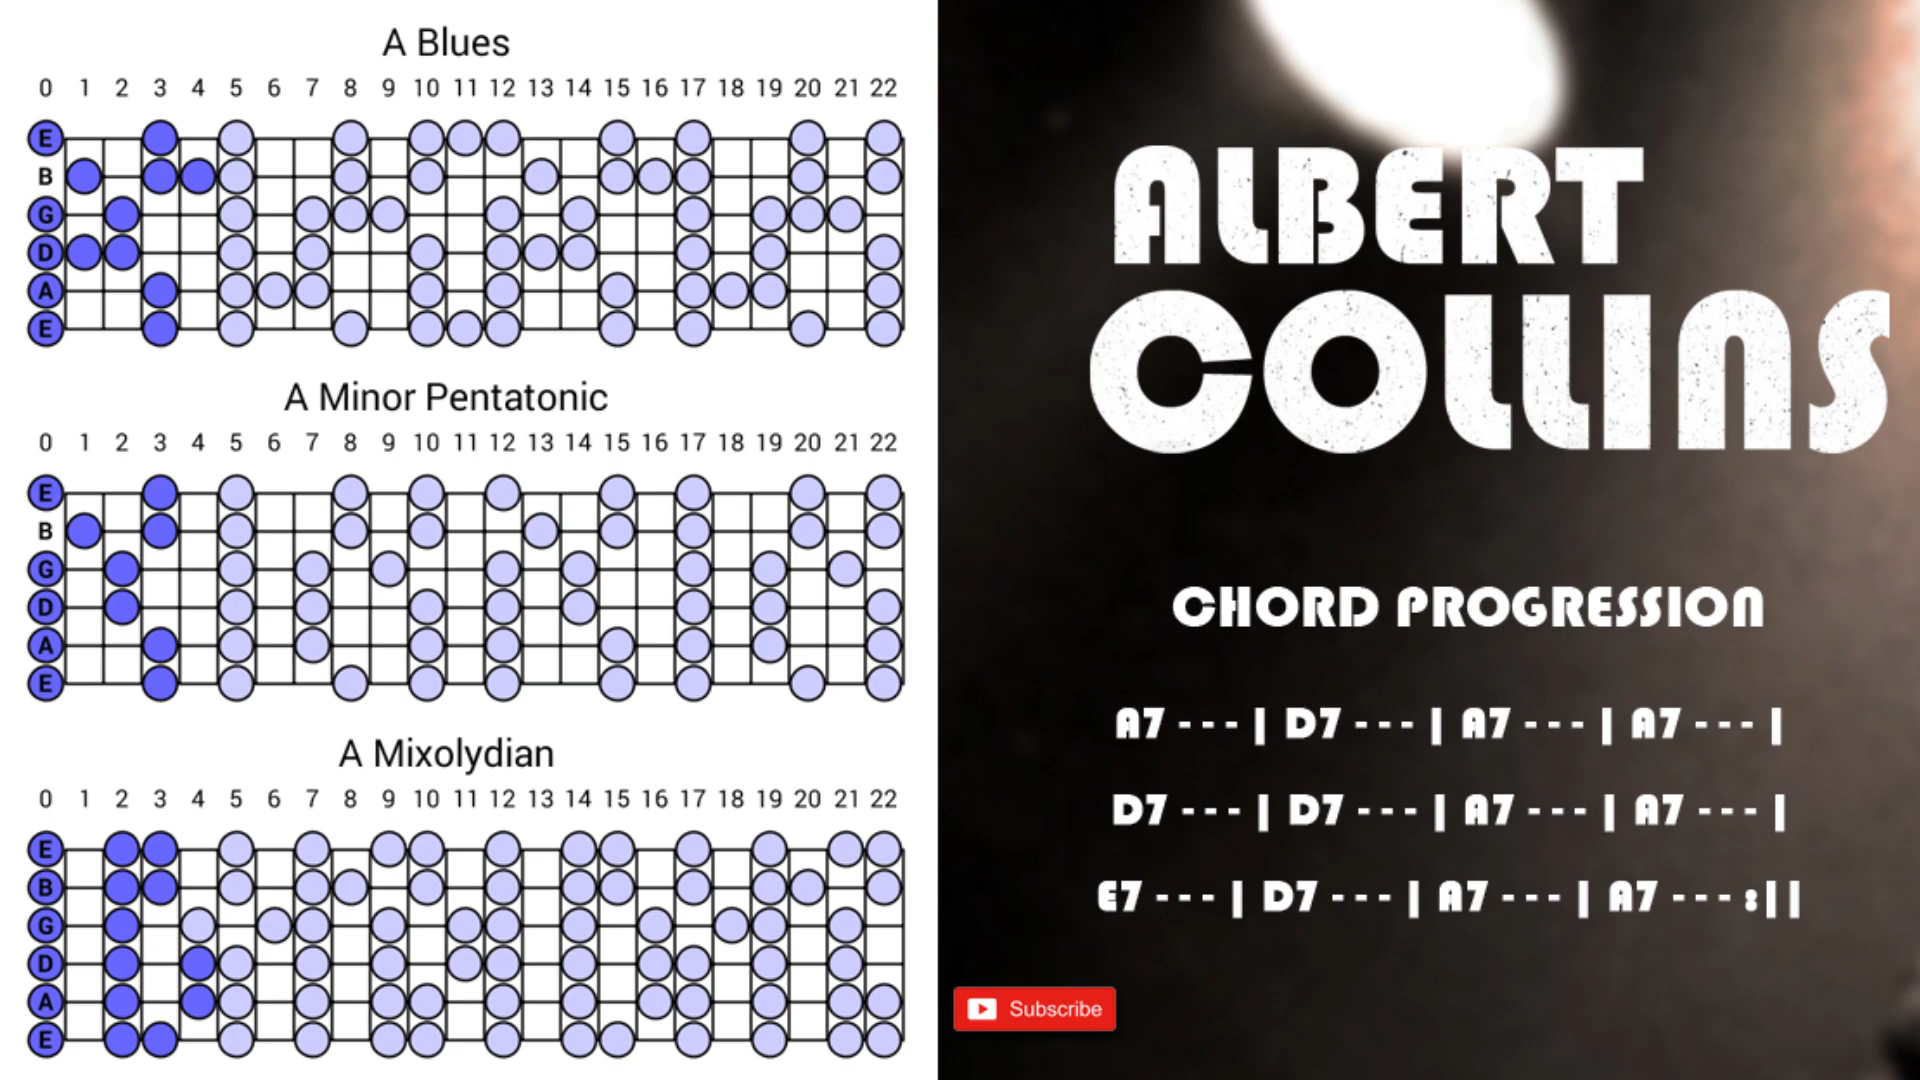 A Blues
0 1 2 3 4 5 6 7 8 9 10 11 12 13 14 15 16 17 18 19 20 21 22
E
B
G
D
A
E
A Minor Pentatonic
0 1 2 3 4 5 6 7 8 9 10 11 12 13 14 15 16 17 18 19 20 21 22
E
B
G
D
A
E
A Mixolydian
0 1 2 3 4 5 6 7 8 9 10 11 12 13 14 15 16 17 18 19 20 21 22
E
B
G
D
A
E
ALBERT
COLLINS
CHORD PROGRESSION
A7 - - - | D7 - - - | A7 - - - | A7 - - - |
D7 - - - | D7 - - - | A7 - - - | A7 - - - |
E7 - - - | D7 - - - | A7 - - - | A7 - - - :||
Subscribe